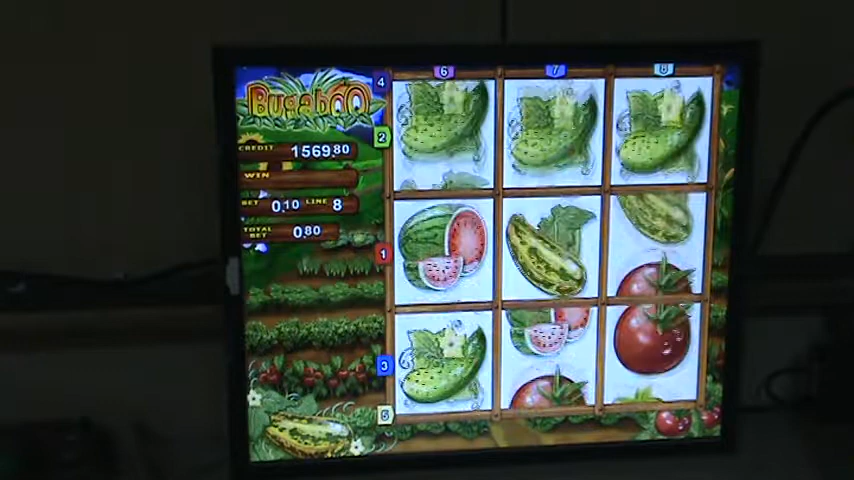 6 7 8
4
BugabOO
2
CREDIT 1569.80
WIN
BET 0.10 LINE 8
TOTAL BET 0.80
1
3
5